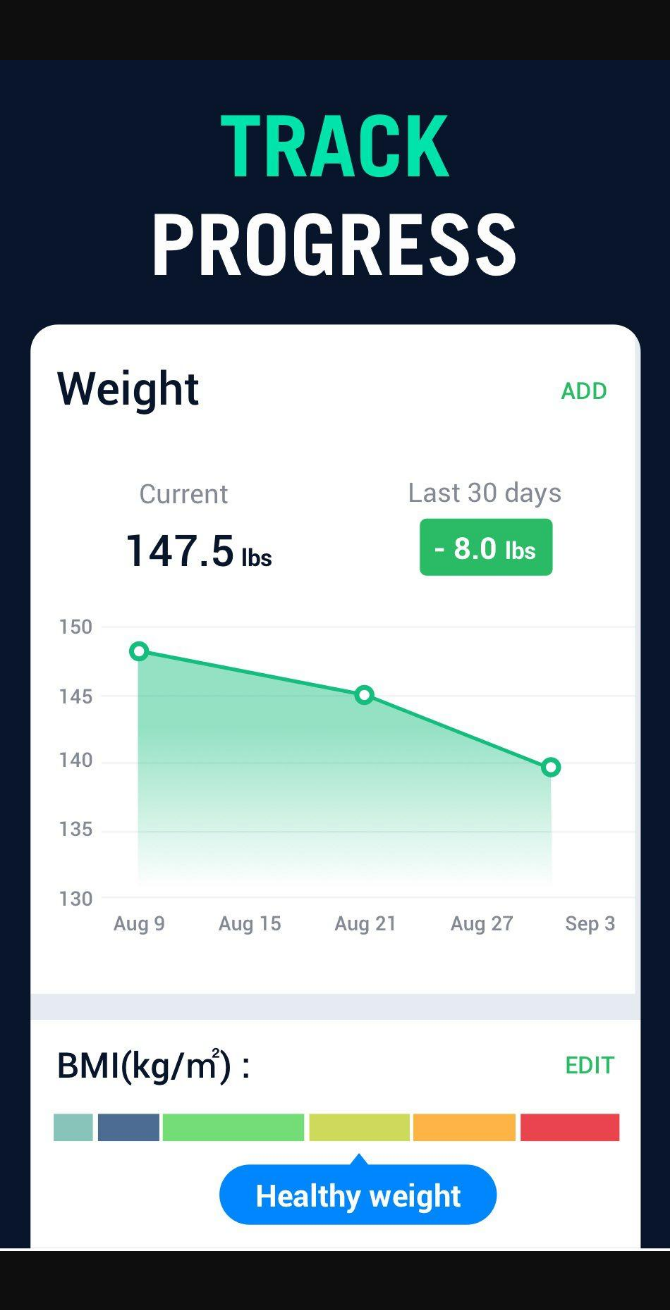 TRACK
PROGRESS
Weight
ADD
Current
Last 30 days
147.5 lbs
- 8.0 lbs
150
145
140
135
130
Aug 9 Aug 15 Aug 21 Aug 27 Sep 3
BMI(kg/m²) :
EDIT
Healthy weight